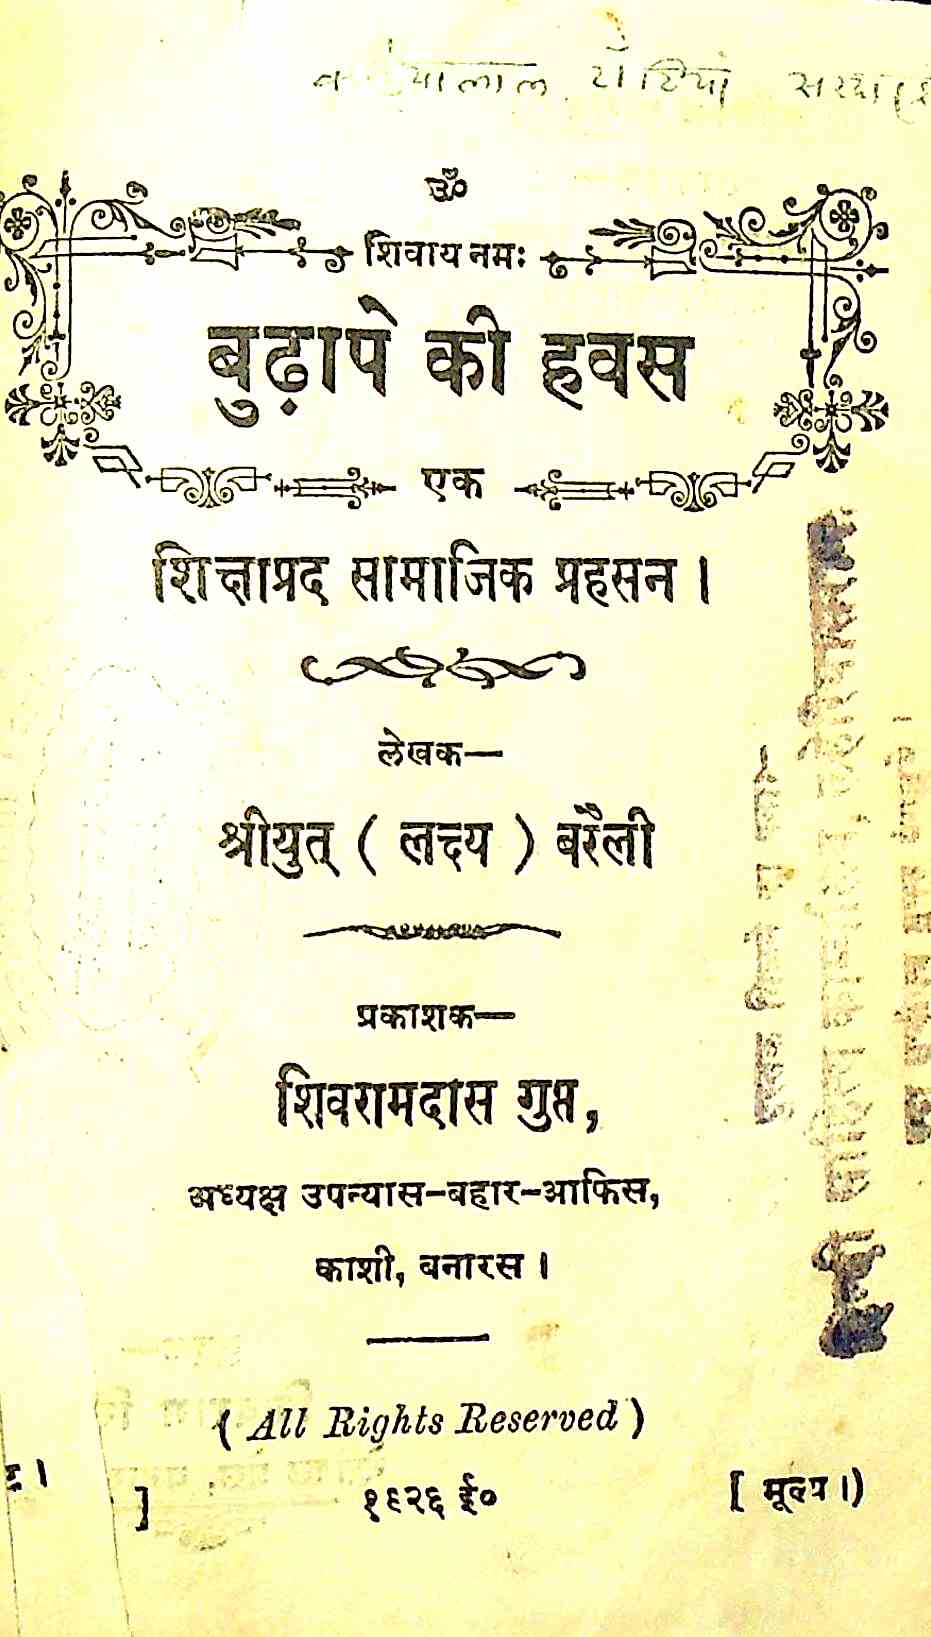 ॐ
शिवाय नमः
बुढ़ापे की हवस
एक
शिक्षाप्रद सामाजिक प्रहसन।
लेखक—
श्रीयुत् ( लक्ष्य ) बरैली
प्रकाशक—
शिवरामदास गुप्त,
अध्यक्ष उपन्यास-बहार-आफिस,
काशी, बनारस।
( All Rights Reserved )
] १९२६ ई० [ मूल्य ।)